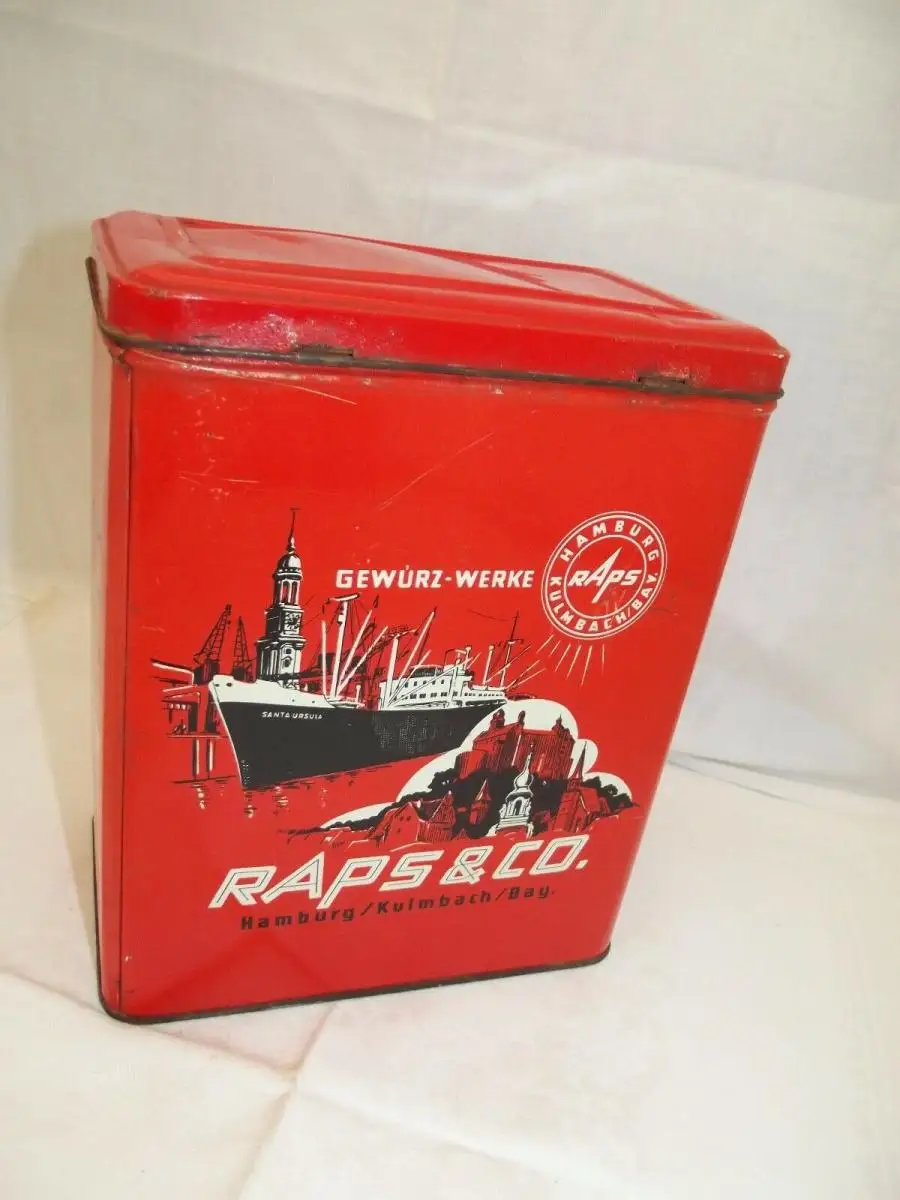 GEWÜRZ-WERKE
HAMBURG
RAPS
KULMBACH/BAY.
SANTA URSULA
RAPS & CO.
Hamburg/Kulmbach/Bay.